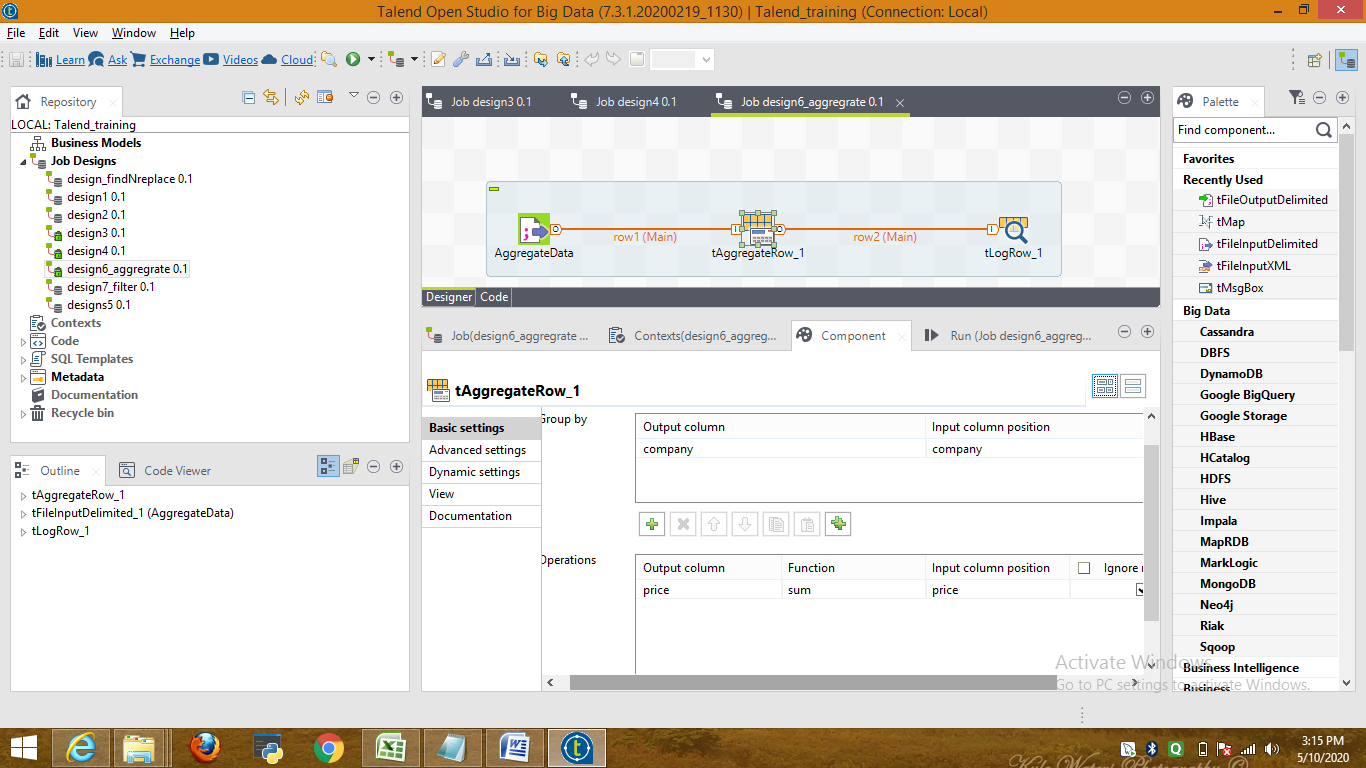 Talend Open Studio for Big Data (7.3.1.20200219_1130) | Talend_training (Connection: Local)
File Edit View Window Help
Learn Ask Exchange Videos Cloud
Repository
LOCAL: Talend_training
Business Models
Job Designs
design_findNreplace 0.1
design1 0.1
design2 0.1
design3 0.1
design4 0.1
design6_aggregrate 0.1
design7_filter 0.1
designs5 0.1
Contexts
Code
SQL Templates
Metadata
Documentation
Recycle bin
Outline Code Viewer
tAggregateRow_1
tFileInputDelimited_1 (AggregateData)
tLogRow_1
Job design3 0.1 Job design4 0.1 Job design6_aggregrate 0.1
AggregateData row1 (Main) tAggregateRow_1 row2 (Main) tLogRow_1
Designer Code
Job(design6_aggregrate ... Contexts(design6_aggreg... Component Run (Job design6_aggreg...
tAggregateRow_1
Basic settings
Advanced settings
Dynamic settings
View
Documentation
Group by
Output column Input column position
company company
Operations
Output column Function Input column position Ignore
price sum price
Palette
Find component...
Favorites
Recently Used
tFileOutputDelimited
tMap
tFileInputDelimited
tFileInputXML
tMsgBox
Big Data
Cassandra
DBFS
DynamoDB
Google BigQuery
Google Storage
HBase
HCatalog
HDFS
Hive
Impala
MapRDB
MarkLogic
MongoDB
Neo4j
Riak
Sqoop
Business Intelligence
Business
Activate Windows
Go to PC settings to activate Windows.
3:15 PM
5/10/2020